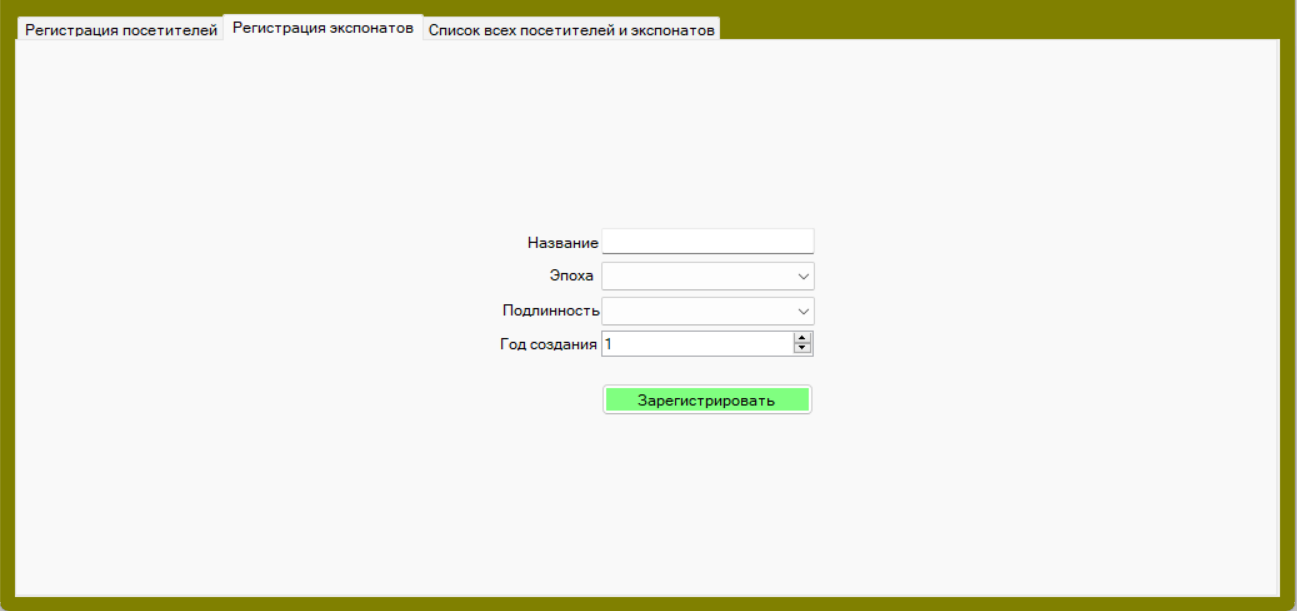 Регистрация посетителей Регистрация экспонатов Список всех посетителей и экспонатов
Название
Эпоха
Подлинность
Год создания 1
Зарегистрировать